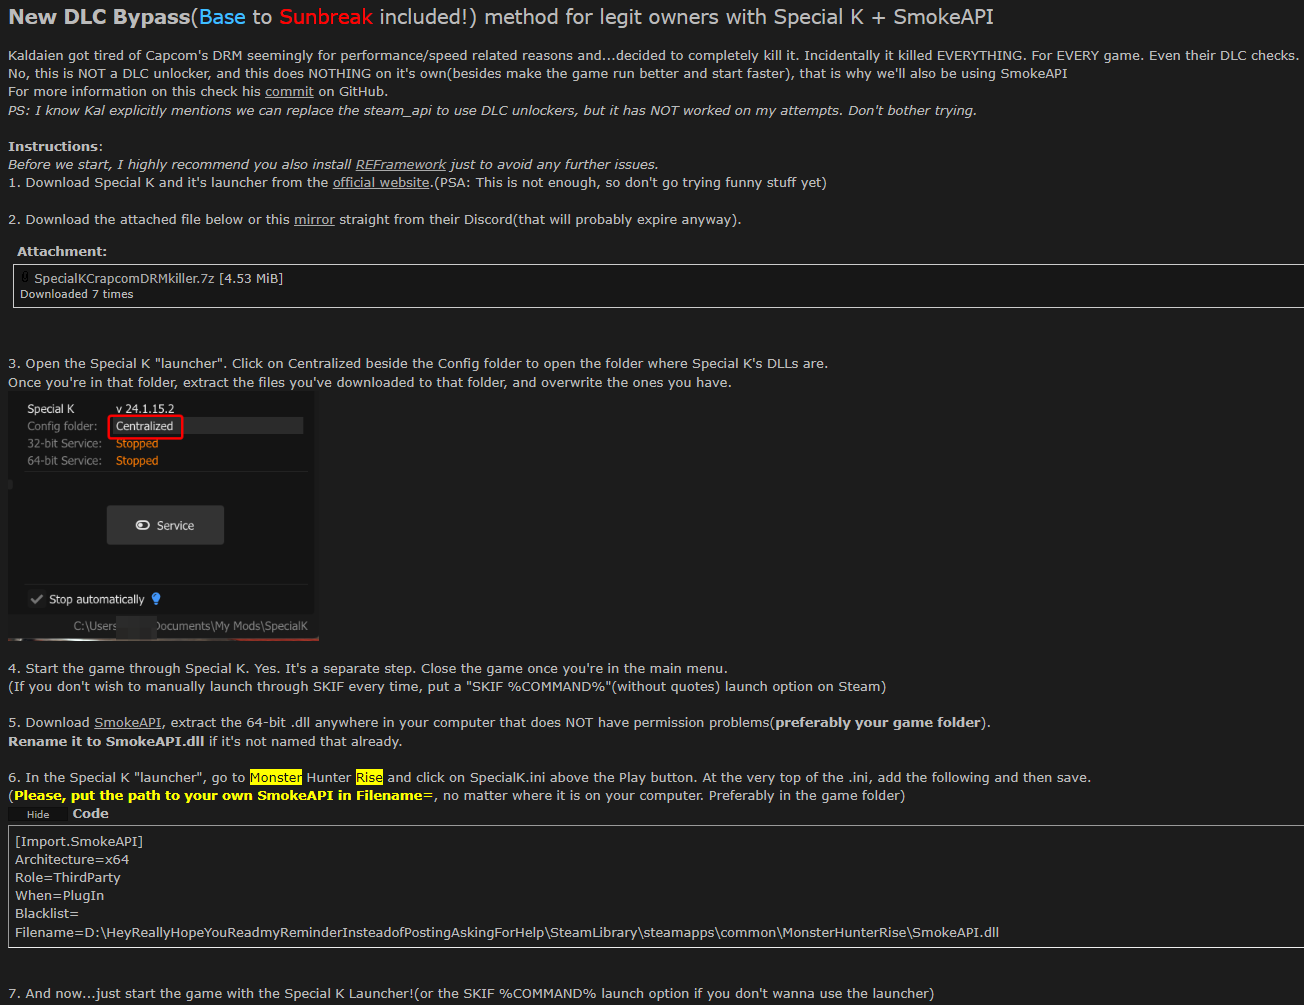 New DLC Bypass(Base to Sunbreak included!) method for legit owners with Special K + SmokeAPI
Kaldaien got tired of Capcom's DRM seemingly for performance/speed related reasons and...decided to completely kill it. Incidentally it killed EVERYTHING. For EVERY game. Even their DLC checks.
No, this is NOT a DLC unlocker, and this does NOTHING on it's own(besides make the game run better and start faster), that is why we'll also be using SmokeAPI
For more information on this check his commit on GitHub.
PS: I know Kal explicitly mentions we can replace the steam_api to use DLC unlockers, but it has NOT worked on my attempts. Don't bother trying.
Instructions:
Before we start, I highly recommend you also install REFramework just to avoid any further issues.
1. Download Special K and it's launcher from the official website.(PSA: This is not enough, so don't go trying funny stuff yet)
2. Download the attached file below or this mirror straight from their Discord(that will probably expire anyway).
Attachment:
SpecialKCrapcomDRMkiller.7z [4.53 MiB]
Downloaded 7 times
3. Open the Special K "launcher". Click on Centralized beside the Config folder to open the folder where Special K's DLLs are.
Once you're in that folder, extract the files you've downloaded to that folder, and overwrite the ones you have.
Special K v 24.1.15.2
Config folder: Centralized
32-bit Service: Stopped
64-bit Service: Stopped
Service
Stop automatically
C:\Users Documents\My Mods\SpecialK
4. Start the game through Special K. Yes. It's a separate step. Close the game once you're in the main menu.
(If you don't wish to manually launch through SKIF every time, put a "SKIF %COMMAND%"(without quotes) launch option on Steam)
5. Download SmokeAPI, extract the 64-bit .dll anywhere in your computer that does NOT have permission problems(preferably your game folder).
Rename it to SmokeAPI.dll if it's not named that already.
6. In the Special K "launcher", go to Monster Hunter Rise and click on SpecialK.ini above the Play button. At the very top of the .ini, add the following and then save.
(Please, put the path to your own SmokeAPI in Filename=, no matter where it is on your computer. Preferably in the game folder)
Hide Code
[Import.SmokeAPI]
Architecture=x64
Role=ThirdParty
When=PlugIn
Blacklist=
Filename=D:\HeyReallyHopeYouReadmyReminderInsteadofPostingAskingForHelp\SteamLibrary\steamapps\common\MonsterHunterRise\SmokeAPI.dll
7. And now...just start the game with the Special K Launcher!(or the SKIF %COMMAND% launch option if you don't wanna use the launcher)